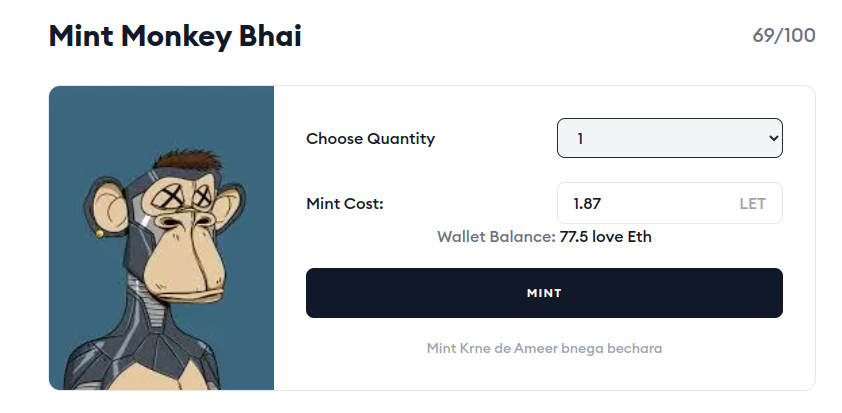 Mint Monkey Bhai
69/100
Choose Quantity
1
Mint Cost:
1.87 LET
Wallet Balance: 77.5 love Eth
MINT
Mint Krne de Ameer bnega bechara